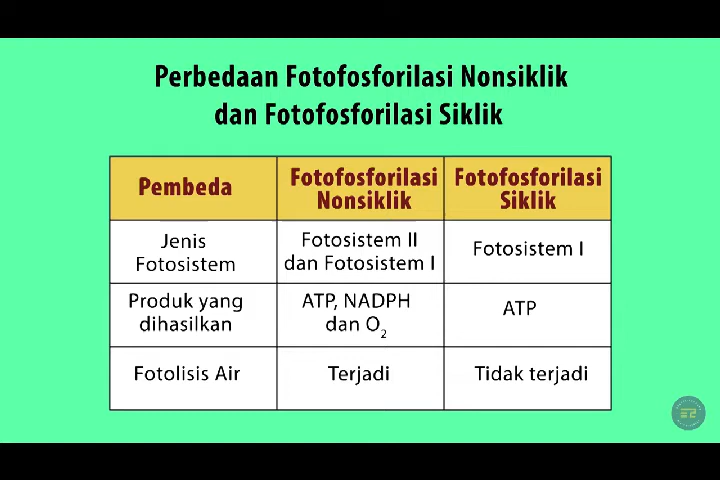 Perbedaan Fotofosforilasi Nonsiklik
dan Fotofosforilasi Siklik
Pembeda
Fotofosforilasi
Nonsiklik
Fotofosforilasi
Siklik
Jenis
Fotosistem
Fotosistem II
dan Fotosistem I
Fotosistem I
Produk yang
dihasilkan
ATP, NADPH
dan O₂
ATP
Fotolisis Air
Terjadi
Tidak terjadi